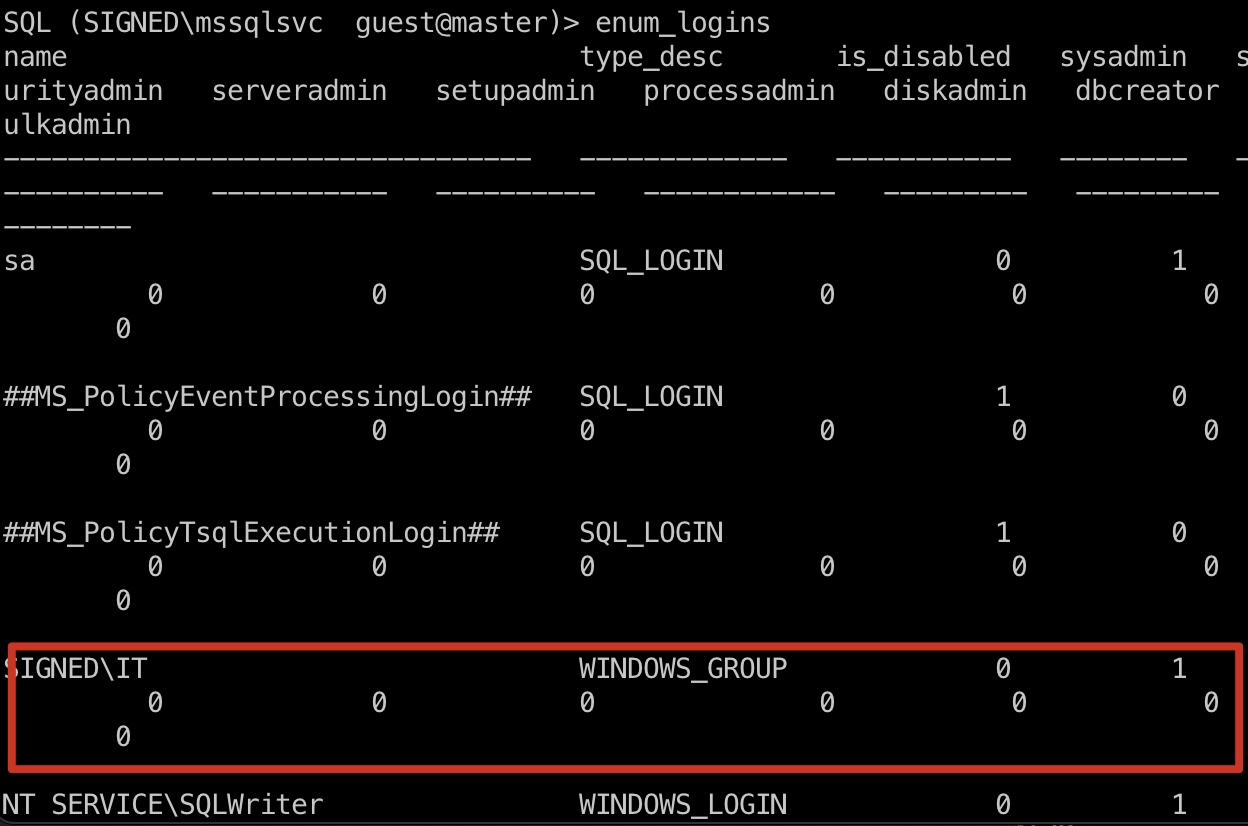 SQL (SIGNED\mssqlsvc  guest@master)> enum_logins
name                                type_desc       is_disabled   sysadmin   s
urityadmin   serveradmin   setupadmin   processadmin   diskadmin   dbcreator
ulkadmin
---------------------------------   -------------   -----------   --------   -
----------   -----------   ----------   ------------   ---------   ---------
--------
sa                                  SQL_LOGIN                 0          1
         0             0            0              0           0           0
       0
##MS_PolicyEventProcessingLogin##   SQL_LOGIN                 1          0
         0             0            0              0           0           0
       0
##MS_PolicyTsqlExecutionLogin##     SQL_LOGIN                 1          0
         0             0            0              0           0           0
       0
SIGNED\IT                           WINDOWS_GROUP             0          1
         0             0            0              0           0           0
       0
NT SERVICE\SQLWriter                WINDOWS_LOGIN             0          1